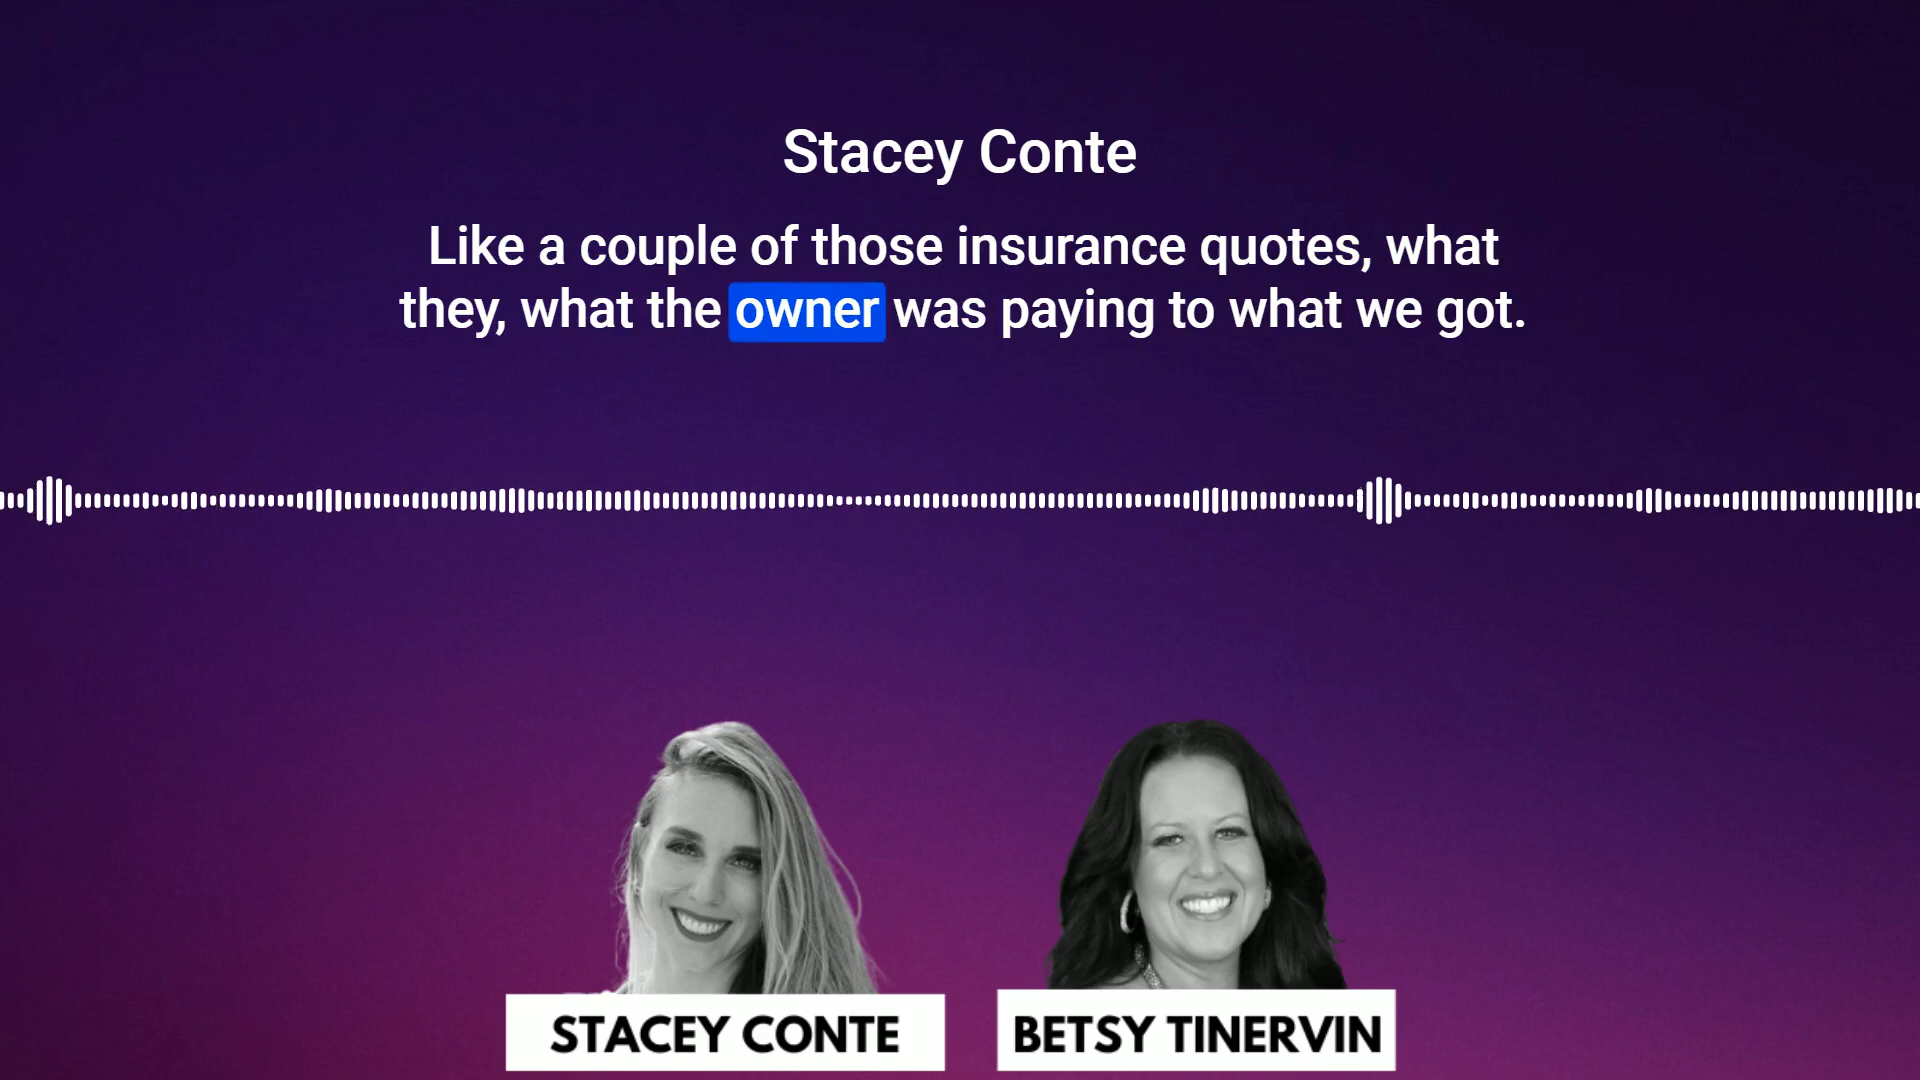 Stacey Conte
Like a couple of those insurance quotes, what
they, what the owner was paying to what we got.
STACEY CONTE
BETSY TINERVIN